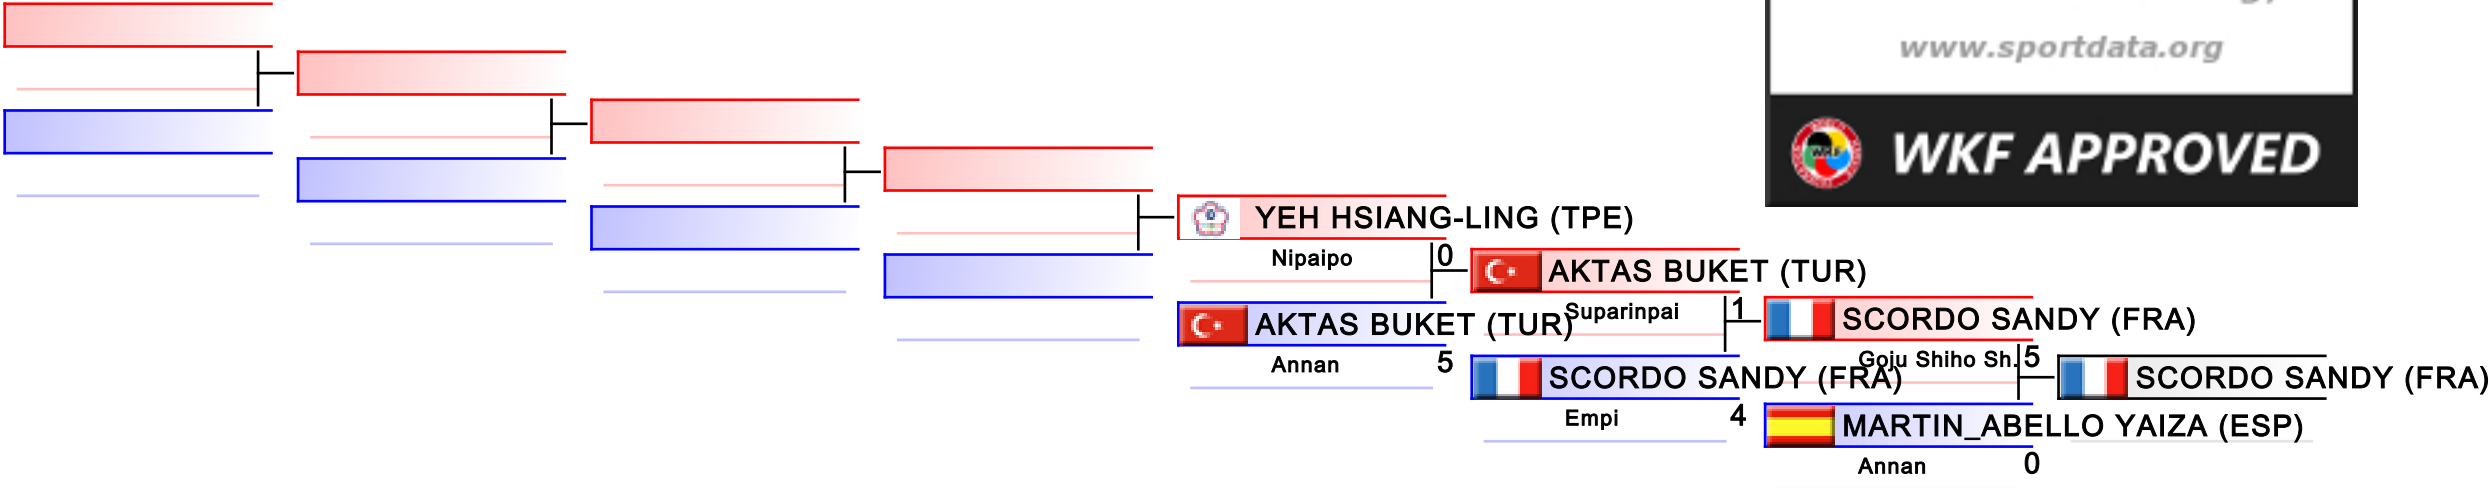 www.sportdata.org
WKF APPROVED
YEH HSIANG-LING (TPE)
Nipaipo 0
AKTAS BUKET (TUR)
Annan 5
AKTAS BUKET (TUR)
Suparinpai 1
SCORDO SANDY (FRA)
Empi 4
SCORDO SANDY (FRA)
Goju Shiho Sh. 5
MARTIN_ABELLO YAIZA (ESP)
Annan 0
SCORDO SANDY (FRA)